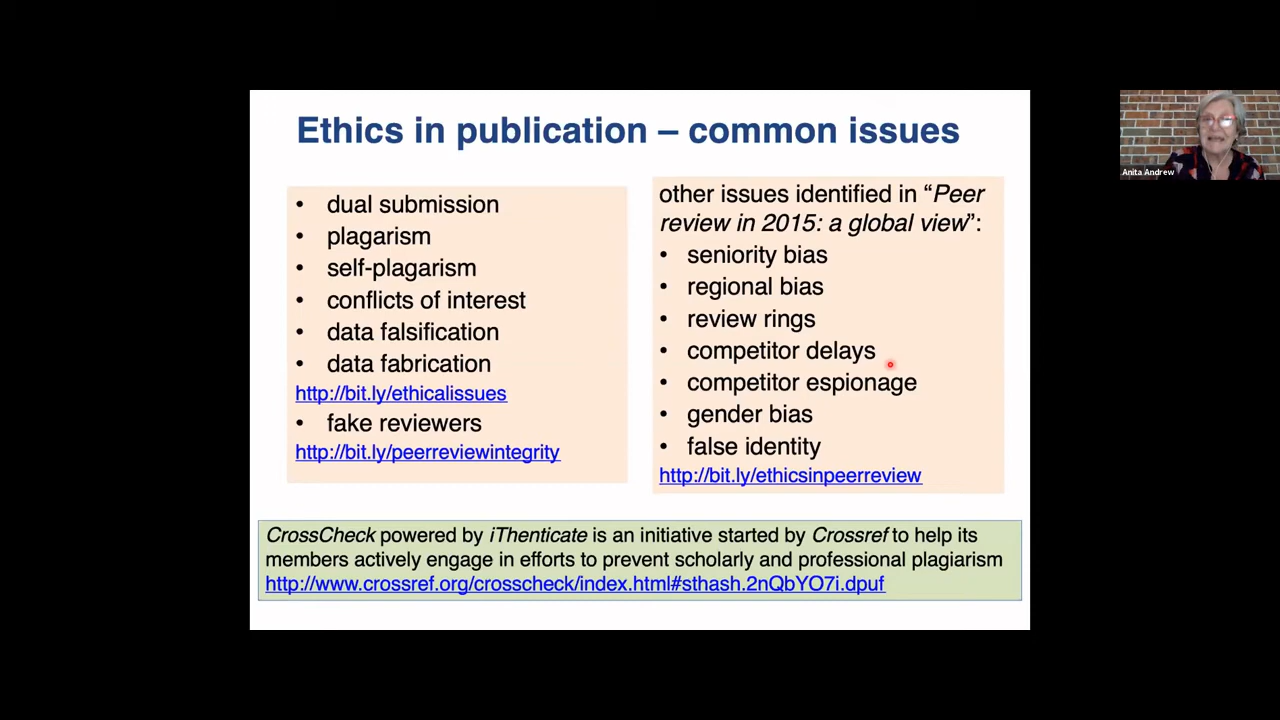 Ethics in publication – common issues
• dual submission
• plagarism
• self-plagarism
• conflicts of interest
• data falsification
• data fabrication
http://bit.ly/ethicalissues
• fake reviewers
http://bit.ly/peerreviewintegrity
other issues identified in “Peer
review in 2015: a global view”:
• seniority bias
• regional bias
• review rings
• competitor delays
• competitor espionage
• gender bias
• false identity
http://bit.ly/ethicsinpeerreview
CrossCheck powered by iThenticate is an initiative started by Crossref to help its
members actively engage in efforts to prevent scholarly and professional plagiarism
http://www.crossref.org/crosscheck/index.html#sthash.2nQbYO7i.dpuf
Anita Andrew